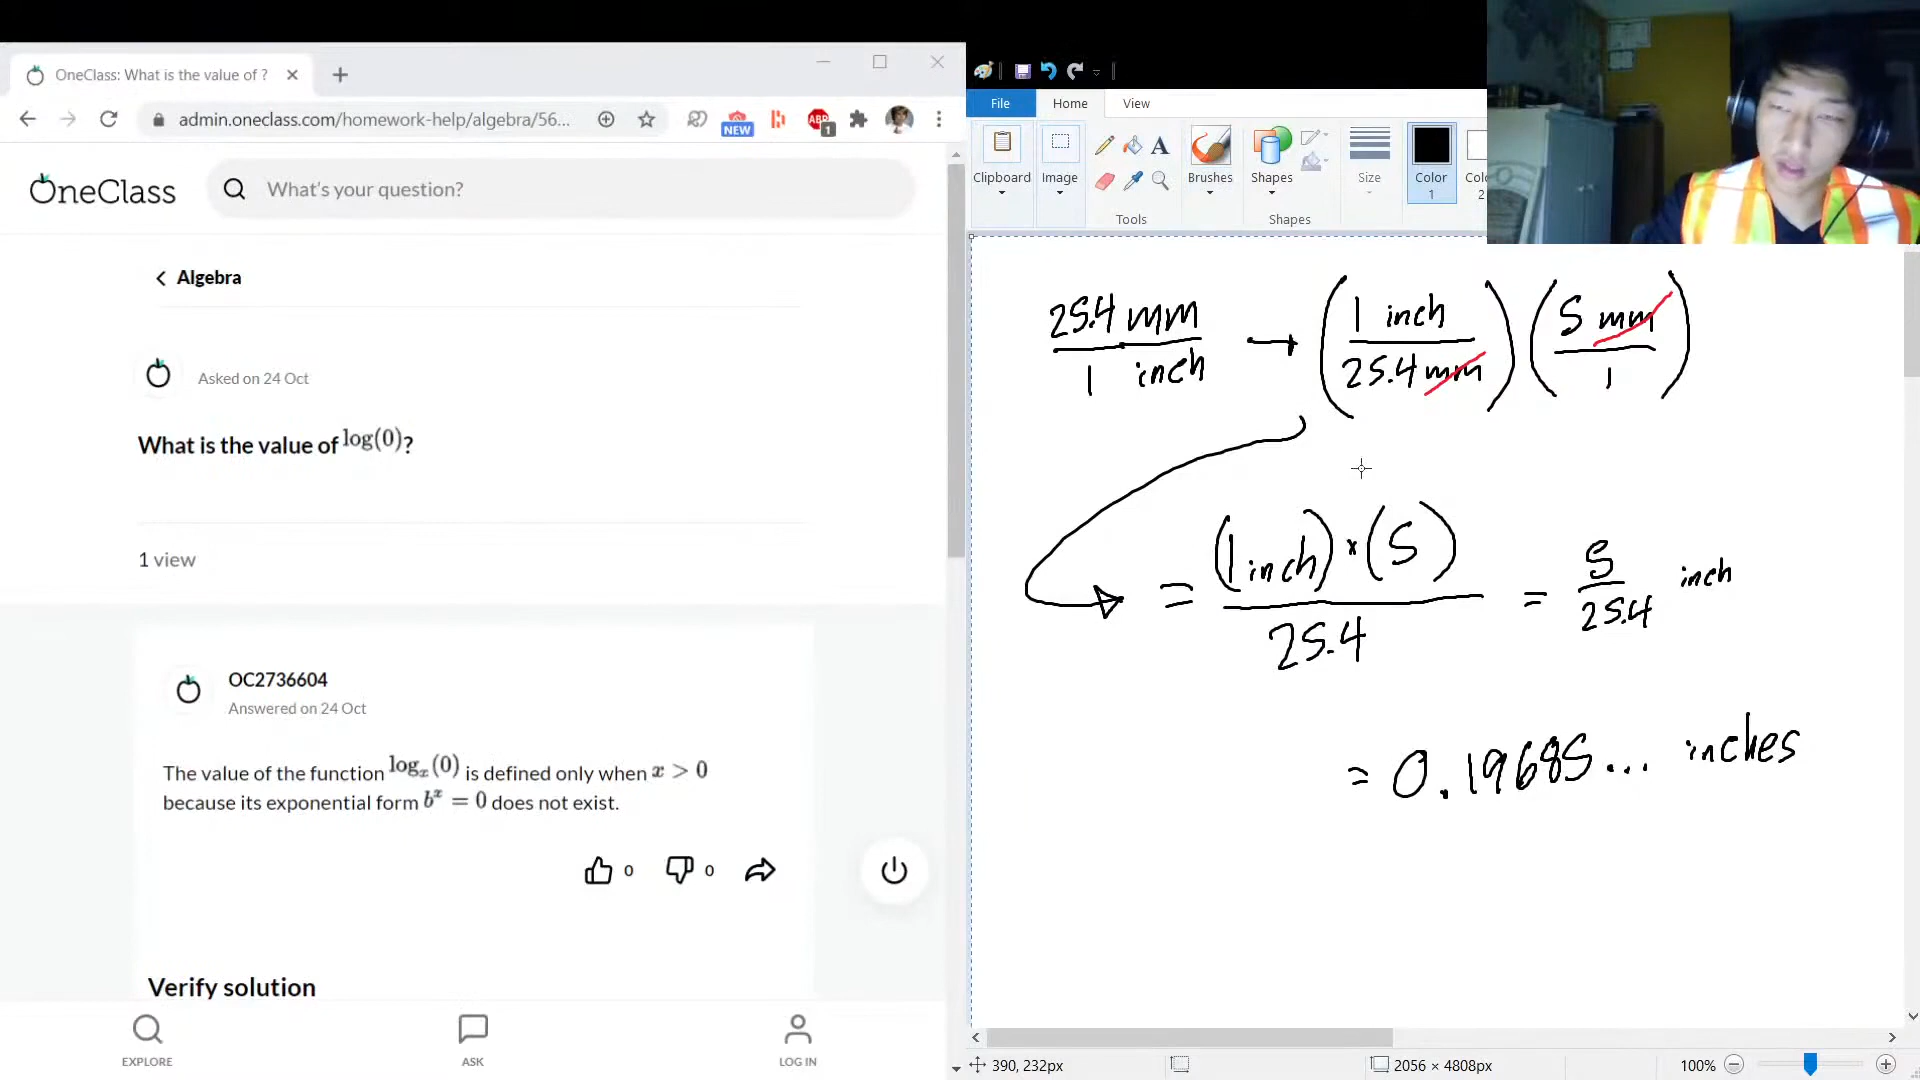 OneClass: What is the value of ?
admin.oneclass.com/homework-help/algebra/56...
NEW
ABP
1
OneClass
What's your question?
Algebra
Asked on 24 Oct
What is the value of log(0)?
1 view
OC2736604
Answered on 24 Oct
The value of the function logₓ(0) is defined only when x > 0
because its exponential form bˣ = 0 does not exist.
0
0
Verify solution
EXPLORE
ASK
LOG IN
File
Home
View
Clipboard
Image
Tools
Brushes
Shapes
Shapes
Size
Color
1
2
25.4 mm / 1 inch → (1 inch / 25.4 mm) (5 mm / 1)
= (1 inch) × (5) / 25.4 = 5 / 25.4 inch
= 0.19685... inches
390, 232px
2056 × 4808px
100%